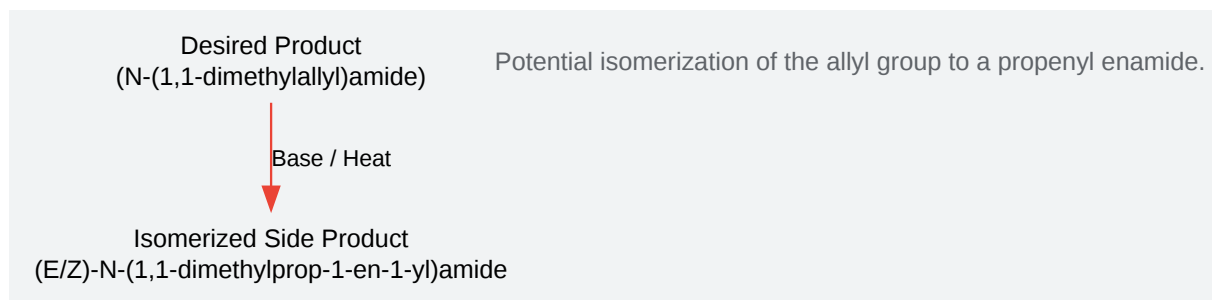 Desired Product
(N-(1,1-dimethylallyl)amide)
Potential isomerization of the allyl group to a propenyl enamide.
Base / Heat
Isomerized Side Product
(E/Z)-N-(1,1-dimethylprop-1-en-1-yl)amide